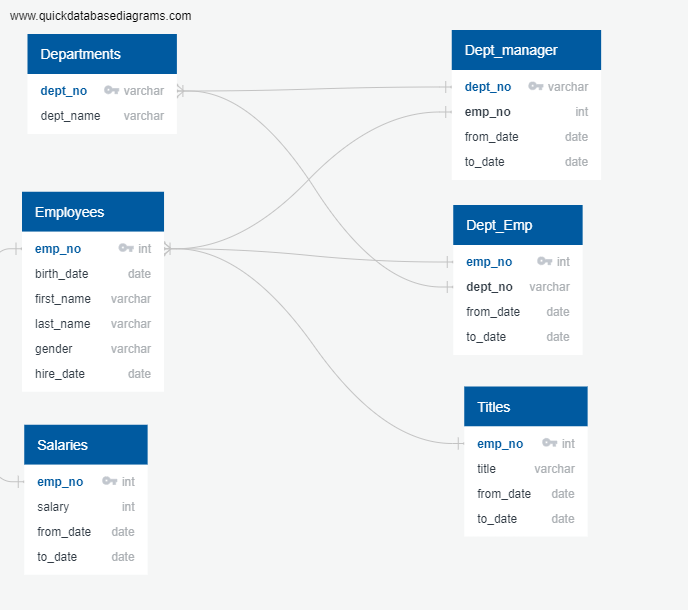 www.quickdatabasediagrams.com
Departments
dept_no varchar
dept_name varchar
Dept_manager
dept_no varchar
emp_no int
from_date date
to_date date
Employees
emp_no int
birth_date date
first_name varchar
last_name varchar
gender varchar
hire_date date
Dept_Emp
emp_no int
dept_no varchar
from_date date
to_date date
Salaries
emp_no int
salary int
from_date date
to_date date
Titles
emp_no int
title varchar
from_date date
to_date date